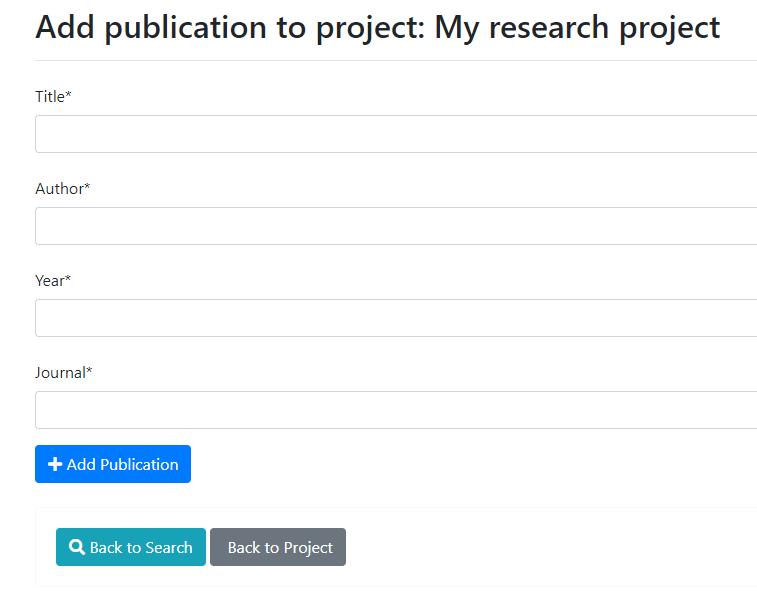 Add publication to project: My research project
Title*
Author*
Year*
Journal*
Add Publication
Back to Search Back to Project